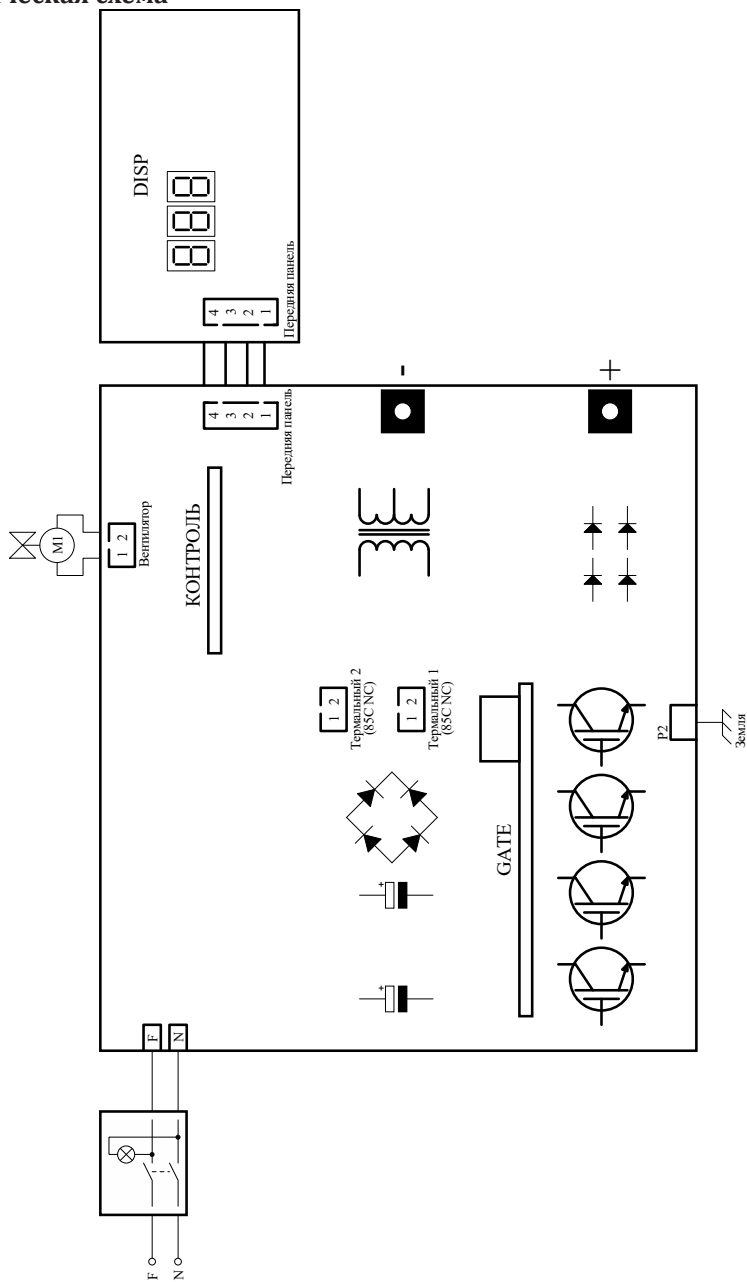 ческая схема
DISP
888
4 3 2 1
Передняя панель
4 3 2 1
Передняя панель
-
+
M1
1 2
Вентилятор
КОНТРОЛЬ
1 2
Термальный 2
(85C NC)
1 2
Термальный 1
(85C NC)
GATE
+
+
P2
Земля
F
N
F
N